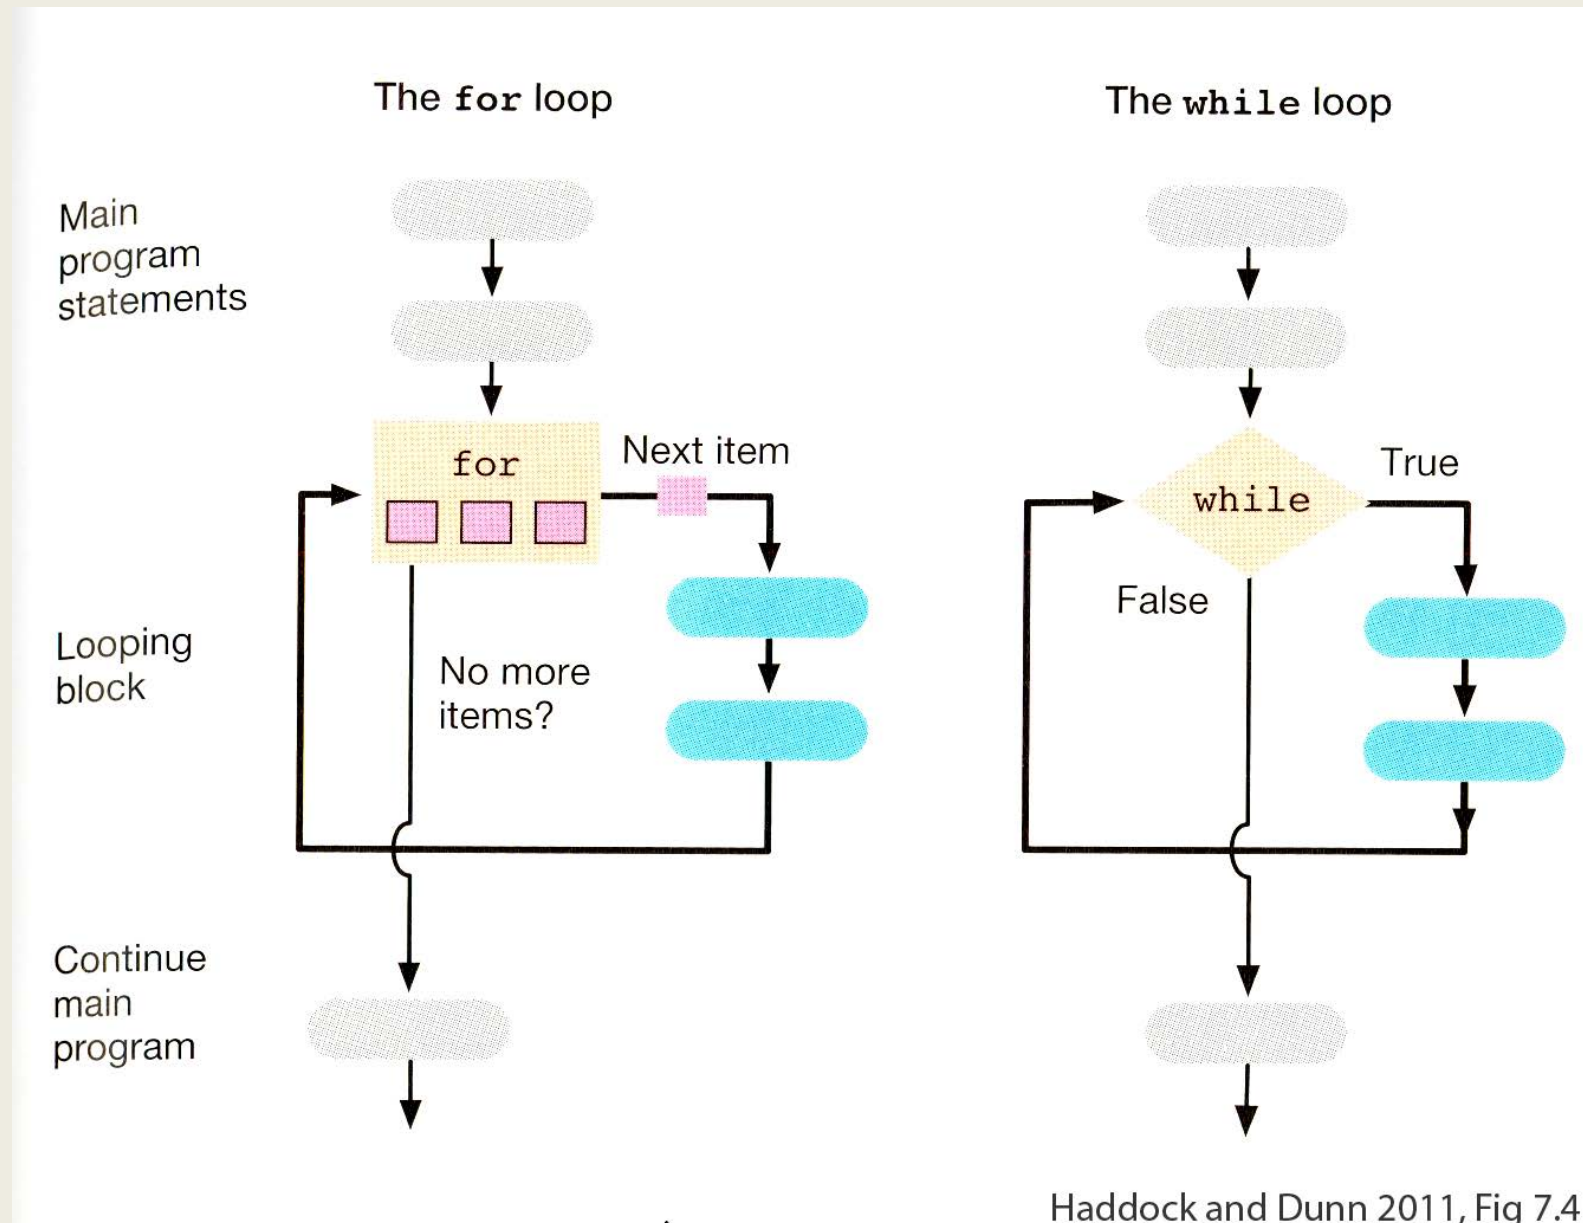 The for loop
The while loop
Main
program
statements
for
Next item
while
True
False
Looping
block
No more
items?
Continue
main
program
Haddock and Dunn 2011, Fig 7.4